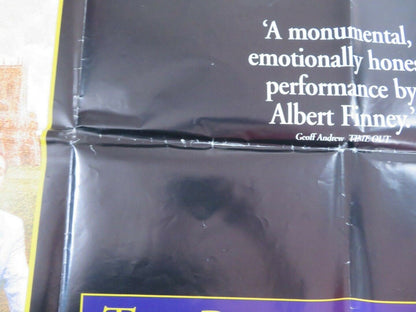 'A monumental,
emotionally hones
performance by
Albert Finney.
Geoff Andrew TIME OUT